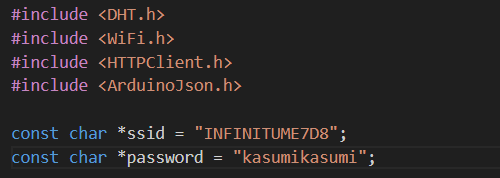 #include <DHT.h>
#include <WiFi.h>
#include <HTTPClient.h>
#include <ArduinoJson.h>
const char *ssid = "INFINITUME7D8";
const char *password = "kasumikasumi";